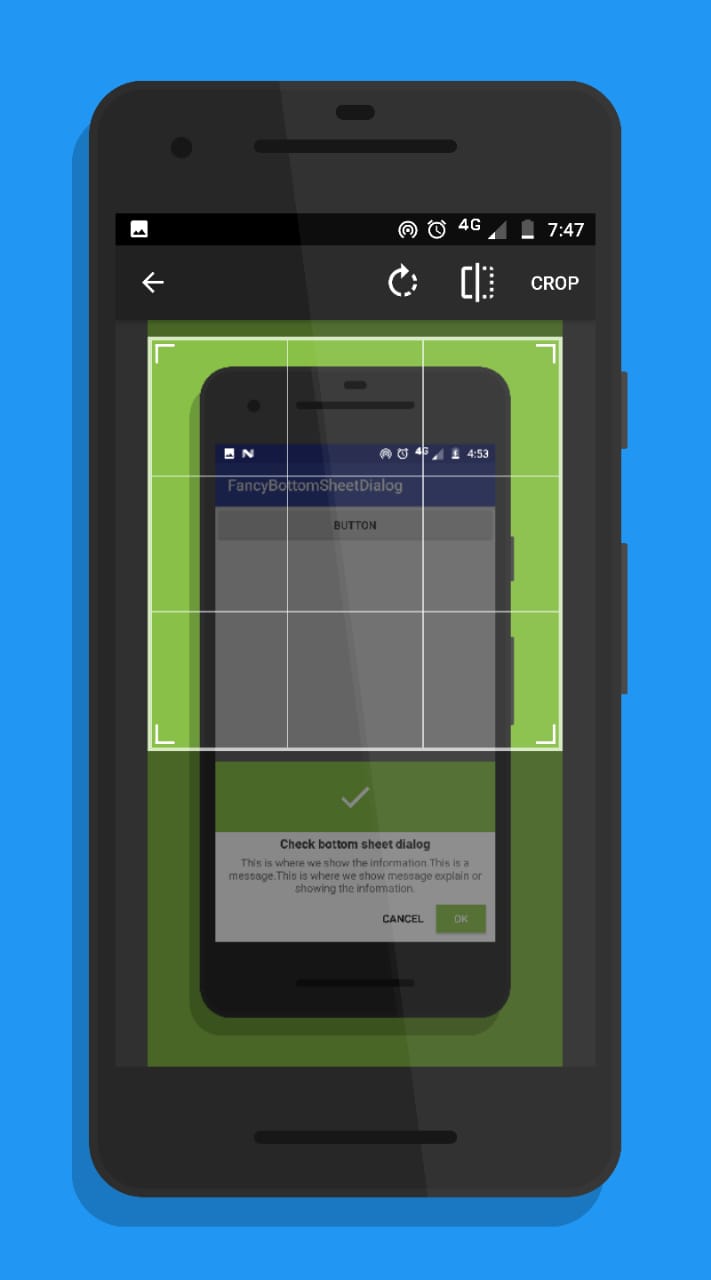 4G 7:47
CROP
4G 4:53
FancyBottomSheetDialog
BUTTON
Check bottom sheet dialog
This is where we show the information.This is a
message.This is where we show message explain or
showing the information.
CANCEL OK